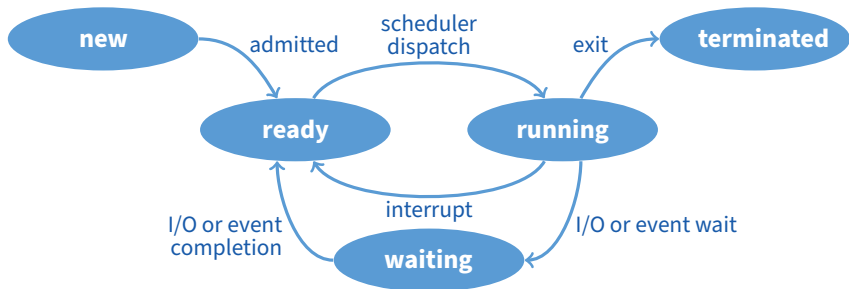 new
admitted
scheduler
dispatch
exit
terminated
ready
running
interrupt
I/O or event
completion
I/O or event wait
waiting